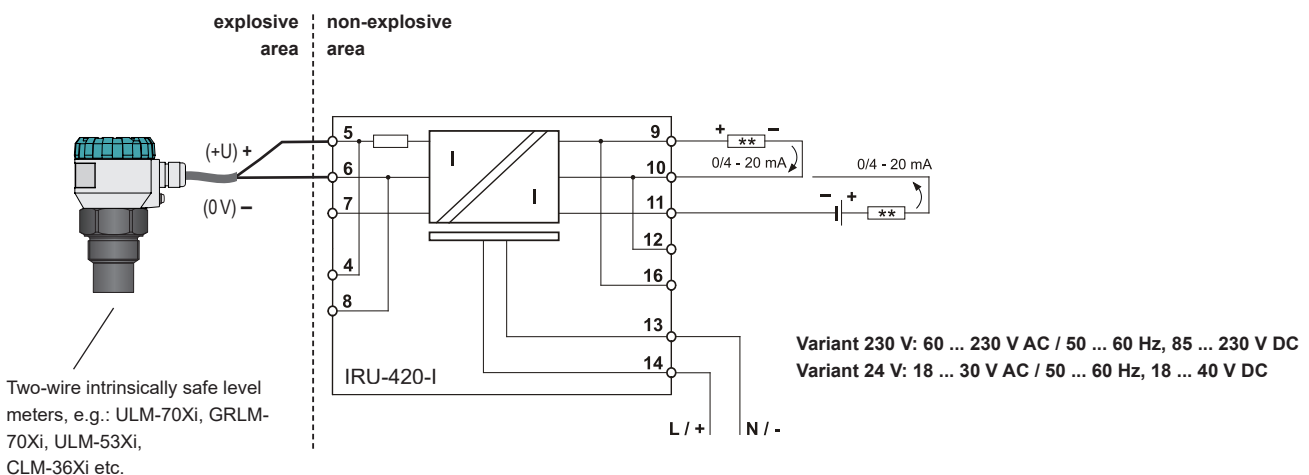 explosive
area
non-explosive
area
(+U) +
(0 V) –
5
6
7
4
8
I
I
9
10
11
12
16
13
14
IRU-420-I
+ ** –
0/4 - 20 mA
0/4 - 20 mA
– +
**
L / +
N / -
Variant 230 V: 60 ... 230 V AC / 50 ... 60 Hz, 85 ... 230 V DC
Variant 24 V: 18 ... 30 V AC / 50 ... 60 Hz, 18 ... 40 V DC
Two-wire intrinsically safe level
meters, e.g.: ULM-70Xi, GRLM-
70Xi, ULM-53Xi,
CLM-36Xi etc.